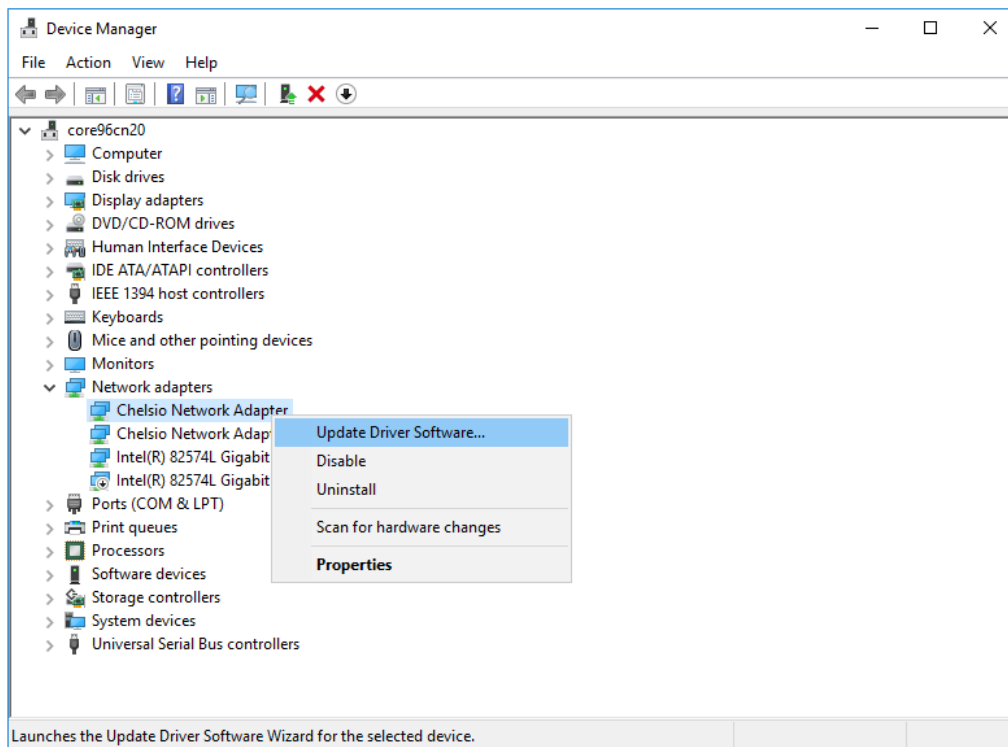 Device Manager
File Action View Help
core96cn20
Computer
Disk drives
Display adapters
DVD/CD-ROM drives
Human Interface Devices
IDE ATA/ATAPI controllers
IEEE 1394 host controllers
Keyboards
Mice and other pointing devices
Monitors
Network adapters
Chelsio Network Adapter
Chelsio Network Adap
Intel(R) 82574L Gigabit
Intel(R) 82574L Gigabit
Update Driver Software...
Disable
Uninstall
Scan for hardware changes
Properties
Ports (COM & LPT)
Print queues
Processors
Software devices
Storage controllers
System devices
Universal Serial Bus controllers
Launches the Update Driver Software Wizard for the selected device.